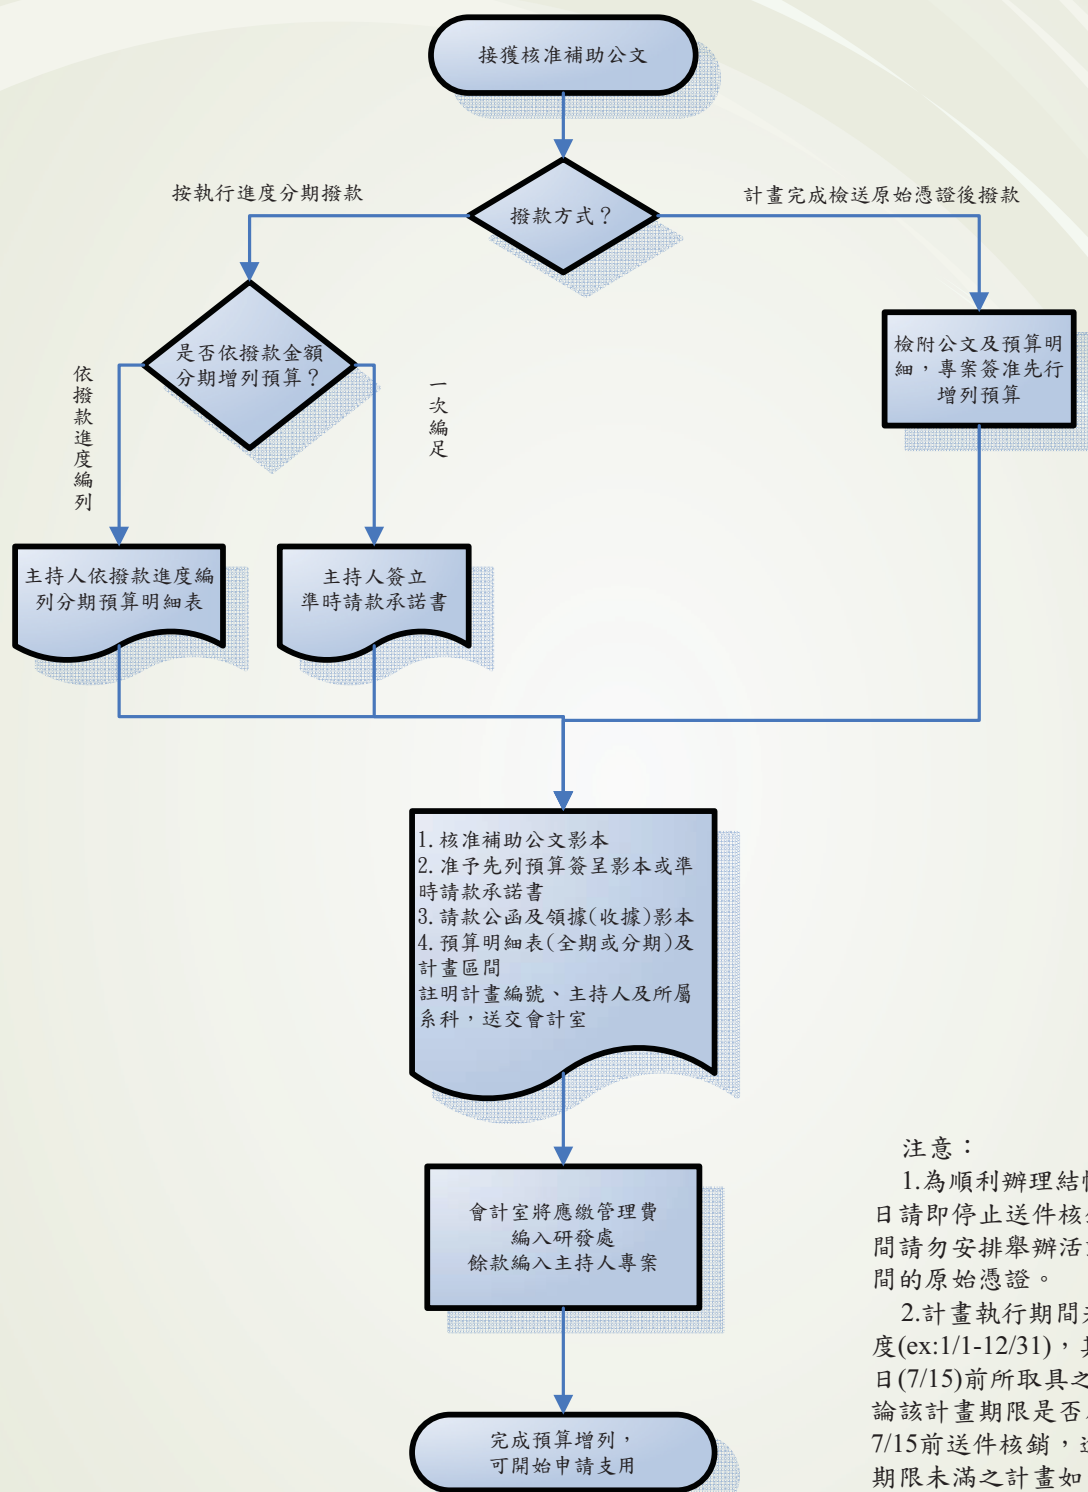 接獲核准補助公文
撥款方式？
按執行進度分期撥款
計畫完成檢送原始憑證後撥款
是否依撥款金額
分期增列預算？
檢附公文及預算明
細，專案簽准先行
增列預算
依撥款進度編列
一次編足
主持人依撥款進度編
列分期預算明細表
主持人簽立
準時請款承諾書
1.核准補助公文影本
2.准予先列預算簽呈影本或準
時請款承諾書
3.請款公函及領據(收據)影本
4.預算明細表(全期或分期)及
計畫區間
註明計畫編號、主持人及所屬
系科，送交會計室
會計室將應繳管理費
編入研發處
餘款編入主持人專案
完成預算增列，
可開始申請支用
注意：
1.為順利辦理結
日請即停止送件核
間請勿安排舉辦活
間的原始憑證。
2.計畫執行期間
度(ex:1/1-12/31)，
日(7/15)前所取具之
論該計畫期限是否
7/15前送件核銷，
期限未滿之計畫如